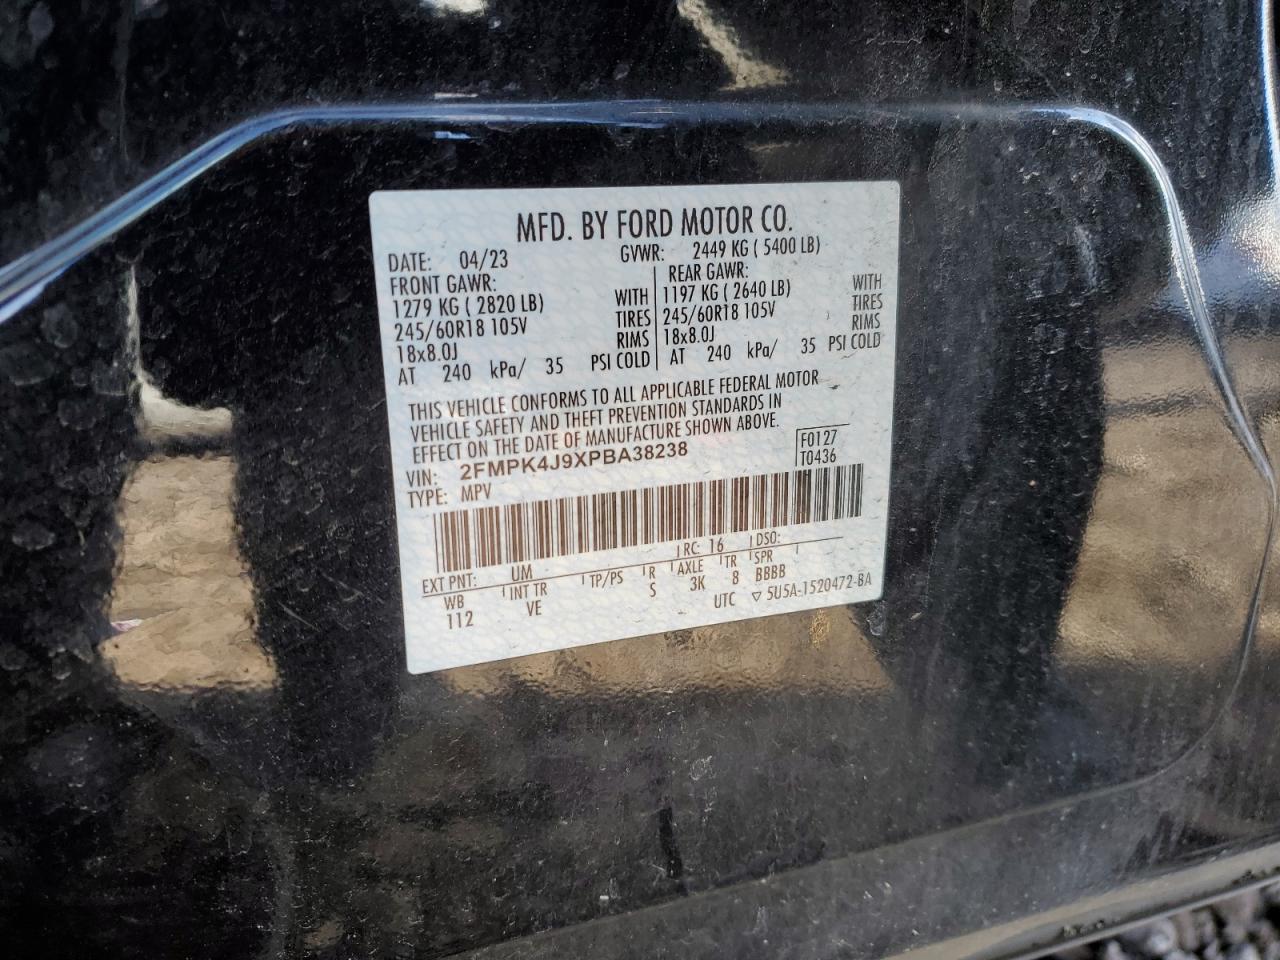 MFD. BY FORD MOTOR CO.
DATE: 04/23 GVWR: 2449 KG ( 5400 LB)
FRONT GAWR: REAR GAWR:
1279 KG ( 2820 LB) WITH 1197 KG ( 2640 LB) WITH
245/60R18 105V TIRES 245/60R18 105V TIRES
18x8.0J RIMS 18x8.0J RIMS
AT 240 kPa/ 35 PSI COLD AT 240 kPa/ 35 PSI COLD
THIS VEHICLE CONFORMS TO ALL APPLICABLE FEDERAL MOTOR
VEHICLE SAFETY AND THEFT PREVENTION STANDARDS IN
EFFECT ON THE DATE OF MANUFACTURE SHOWN ABOVE.
VIN: 2FMPK4J9XPBA38238 F0127
TYPE: MPV T0436
EXT PNT: UM RC: 16 DSO:
WB INT TR TP/PS R AXLE TR SPR
112 VE S 3K 8 BBBB
UTC ▽ 5U5A-1520472-BA